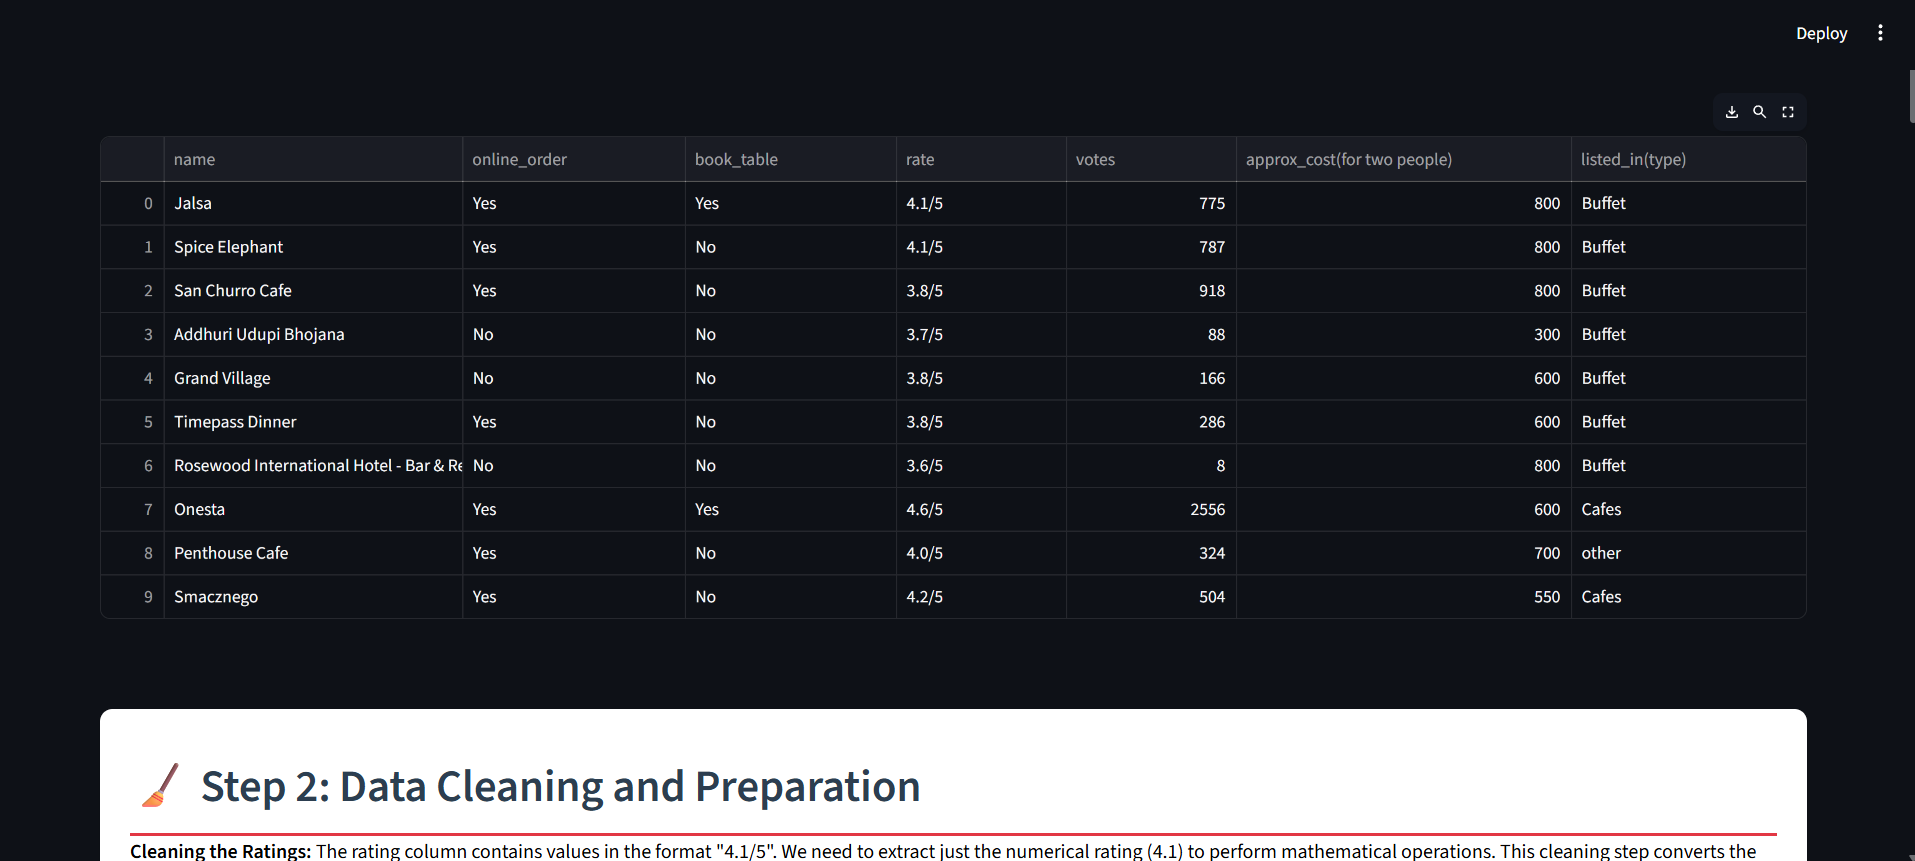 Deploy
name online_order book_table rate votes approx_cost(for two people) listed_in(type)
0 Jalsa Yes Yes 4.1/5 775 800 Buffet
1 Spice Elephant Yes No 4.1/5 787 800 Buffet
2 San Churro Cafe Yes No 3.8/5 918 800 Buffet
3 Addhuri Udupi Bhojana No No 3.7/5 88 300 Buffet
4 Grand Village No No 3.8/5 166 600 Buffet
5 Timepass Dinner Yes No 3.8/5 286 600 Buffet
6 Rosewood International Hotel - Bar & Re No No 3.6/5 8 800 Buffet
7 Onesta Yes Yes 4.6/5 2556 600 Cafes
8 Penthouse Cafe Yes No 4.0/5 324 700 other
9 Smacznego Yes No 4.2/5 504 550 Cafes
Step 2: Data Cleaning and Preparation
Cleaning the Ratings: The rating column contains values in the format "4.1/5". We need to extract just the numerical rating (4.1) to perform mathematical operations. This cleaning step converts the